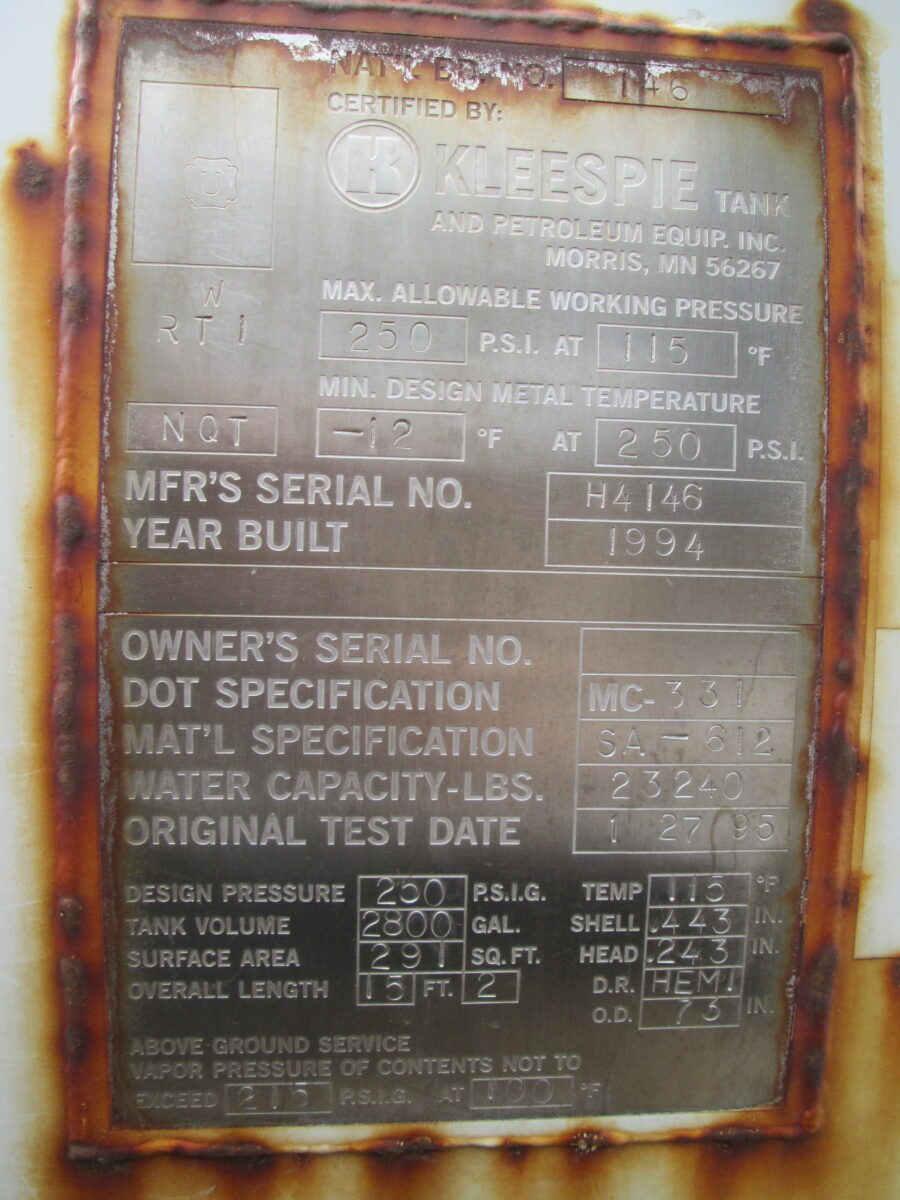 NAT'L BD. NO. 146
CERTIFIED BY:
U
K KLEESPIE TANK
AND PETROLEUM EQUIP. INC.
MORRIS, MN 56267
W
RT1
MAX. ALLOWABLE WORKING PRESSURE
250 P.S.I. AT 115 °F
MIN. DESIGN METAL TEMPERATURE
NQT -12 °F AT 250 P.S.I.
MFR'S SERIAL NO. H4146
YEAR BUILT 1994
OWNER'S SERIAL NO.
DOT SPECIFICATION MC-331
MAT'L SPECIFICATION SA-612
WATER CAPACITY-LBS. 23240
ORIGINAL TEST DATE 1 27 95
DESIGN PRESSURE 250 P.S.I.G. TEMP 115 °F
TANK VOLUME 2800 GAL. SHELL .443 IN.
SURFACE AREA 291 SQ. FT. HEAD .243 IN.
OVERALL LENGTH 15 FT. 2 D.R. HEMI
O.D. 73 IN.
ABOVE GROUND SERVICE
VAPOR PRESSURE OF CONTENTS NOT TO
EXCEED 215 P.S.I.G. AT 100 °F